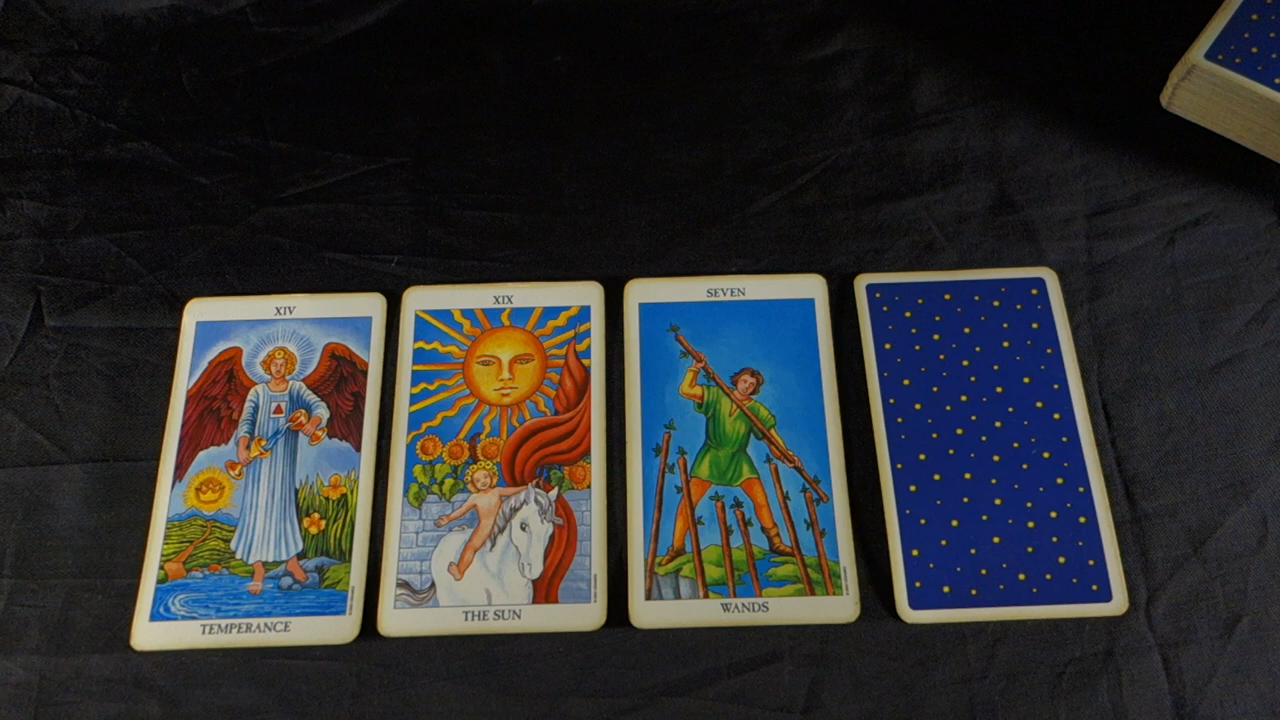 XIV
TEMPERANCE
XIX
THE SUN
SEVEN
WANDS